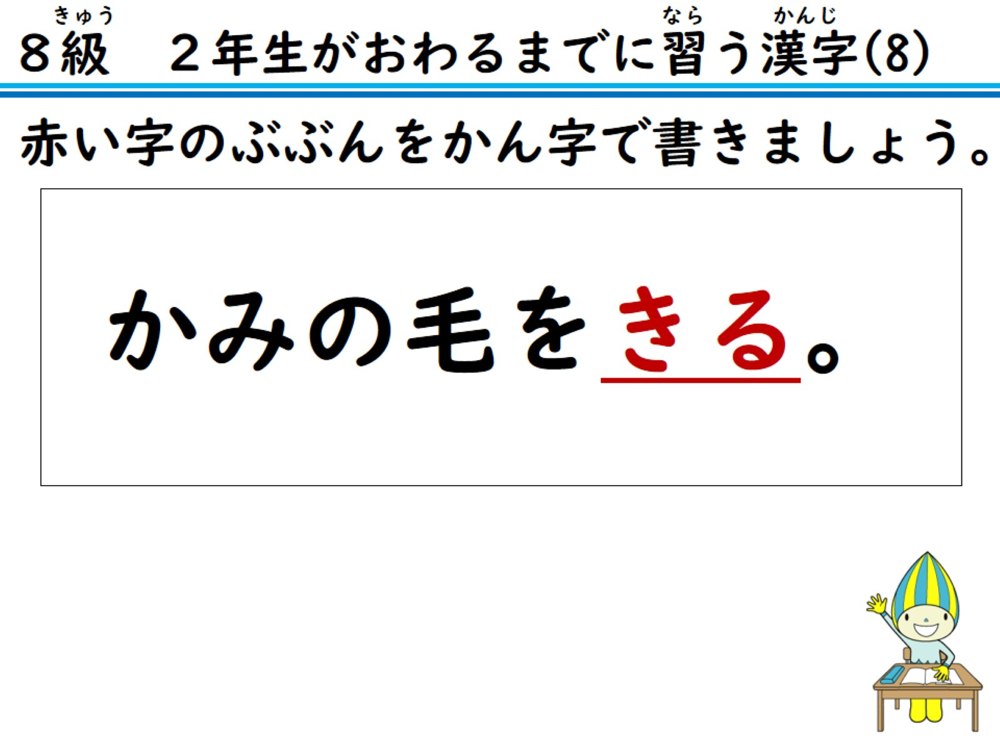 きゅう なら かんじ
８級　２年生がおわるまでに習う漢字(8)
赤い字のぶぶんをかん字で書きましょう。
かみの毛をきる。